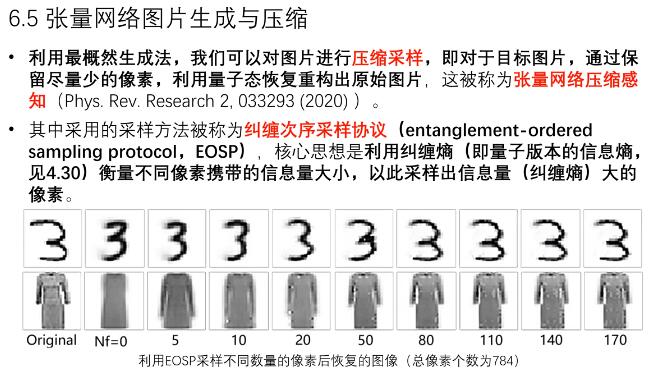 6.5 张量网络图片生成与压缩
• 利用最概然生成法，我们可以对图片进行压缩采样，即对于目标图片，通过保
留尽量少的像素，利用量子态恢复重构出原始图片，这被称为张量网络压缩感
知（Phys. Rev. Research 2, 033293 (2020) ）。
• 其中采用的采样方法被称为纠缠次序采样协议（entanglement-ordered
sampling protocol，EOSP），核心思想是利用纠缠熵（即量子版本的信息熵，
见4.30）衡量不同像素携带的信息量大小，以此采样出信息量（纠缠熵）大的
像素。
Original Nf=0 5 10 20 50 80 110 140 170
利用EOSP采样不同数量的像素后恢复的图像（总像素个数为784）